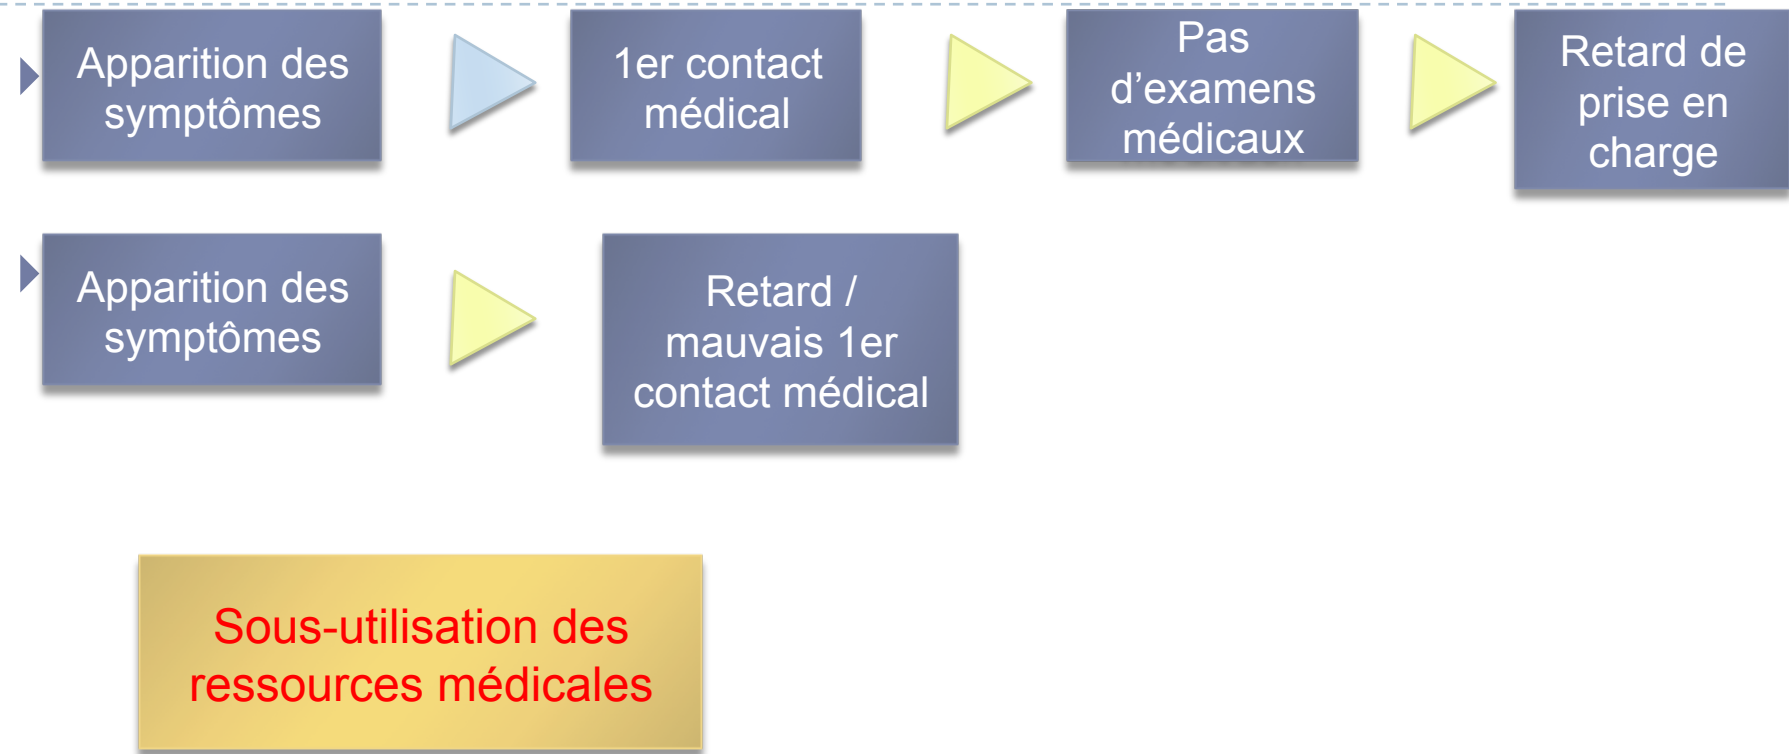 Apparition des
symptômes
1er contact
médical
Pas
d’examens
médicaux
Retard de
prise en
charge
Apparition des
symptômes
Retard /
mauvais 1er
contact médical
Sous-utilisation des
ressources médicales